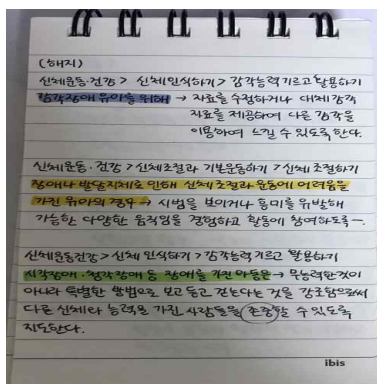 (해지)
신체운동·건강 > 신체인식하기 > 감각능력기르고 활용하기
감각장애 유아를 위해 → 자료를 수정하거나 대체감각
자료를 제공하여 다른 감각을
이용하여 느낄 수 있도록 한다.
신체운동·건강 > 신체조절과 기본운동하기 > 신체조절하기
장애나 발달지체로 인해 신체조절과 운동에 어려움을
가진 유아의 경우 → 시범을 보이거나 흥미를 유발해
가능한 다양한 움직임을 경험하고 활동에 참여하도록 ~.
신체운동건강 > 신체 인식하기 > 감각능력 기르고 활용하기
시각장애·청각장애 등 장애를 가진 아동은 → 무능력한것이
아니라 특별한 방법으로 보고 듣고 걷는다는 것을 강조함으로써
다른 신체와 능력을 가진 사람들을 존중할 수 있도록
지도한다.
ibis